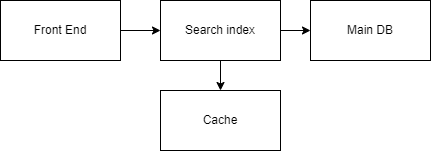 Front End
Search index
Main DB
Cache